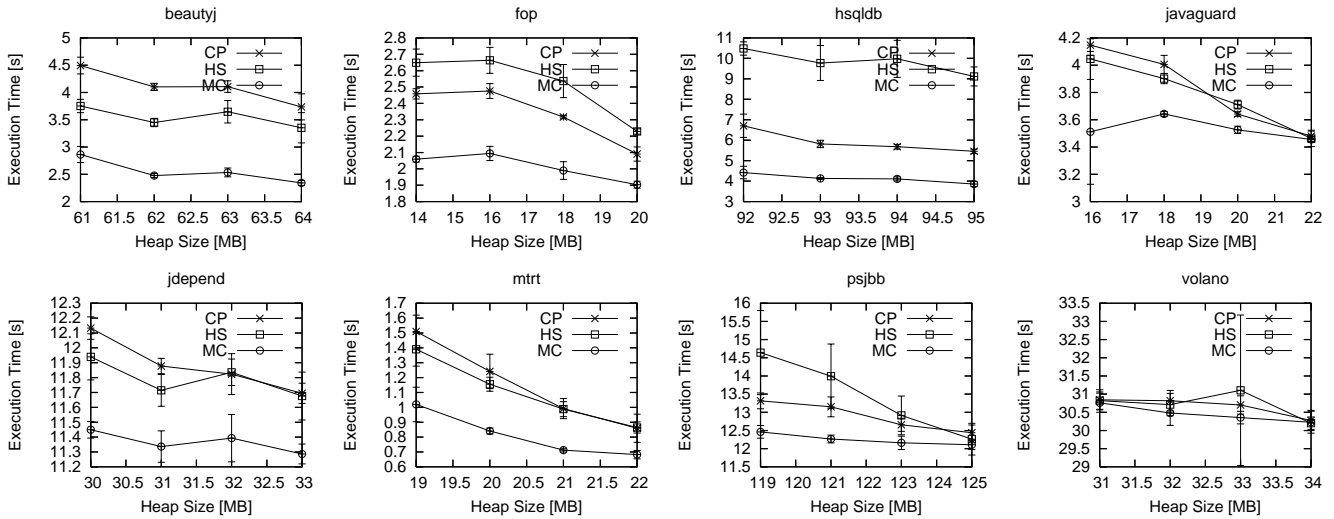 beautyj
Execution Time [s]
5
4.5
4
3.5
3
2.5
2
CP
HS
MC
61 61.5 62 62.5 63 63.5 64
Heap Size [MB]
fop
Execution Time [s]
2.8
2.7
2.6
2.5
2.4
2.3
2.2
2.1
2
1.9
1.8
CP
HS
MC
14 15 16 17 18 19 20
Heap Size [MB]
hsqldb
Execution Time [s]
11
10
9
8
7
6
5
4
3
CP
HS
MC
92 92.5 93 93.5 94 94.5 95
Heap Size [MB]
javaguard
Execution Time [s]
4.2
4
3.8
3.6
3.4
3.2
3
CP
HS
MC
16 17 18 19 20 21 22
Heap Size [MB]
jdepend
Execution Time [s]
12.3
12.2
12.1
12
11.9
11.8
11.7
11.6
11.5
11.4
11.3
11.2
CP
HS
MC
30 30.5 31 31.5 32 32.5 33
Heap Size [MB]
mtrt
Execution Time [s]
1.7
1.6
1.5
1.4
1.3
1.2
1.1
1
0.9
0.8
0.7
0.6
CP
HS
MC
19 19.5 20 20.5 21 21.5 22
Heap Size [MB]
psjbb
Execution Time [s]
16
15.5
15
14.5
14
13.5
13
12.5
12
11.5
CP
HS
MC
119 120 121 122 123 124 125
Heap Size [MB]
volano
Execution Time [s]
33.5
33
32.5
32
31.5
31
30.5
30
29.5
29
CP
HS
MC
31 31.5 32 32.5 33 33.5 34
Heap Size [MB]